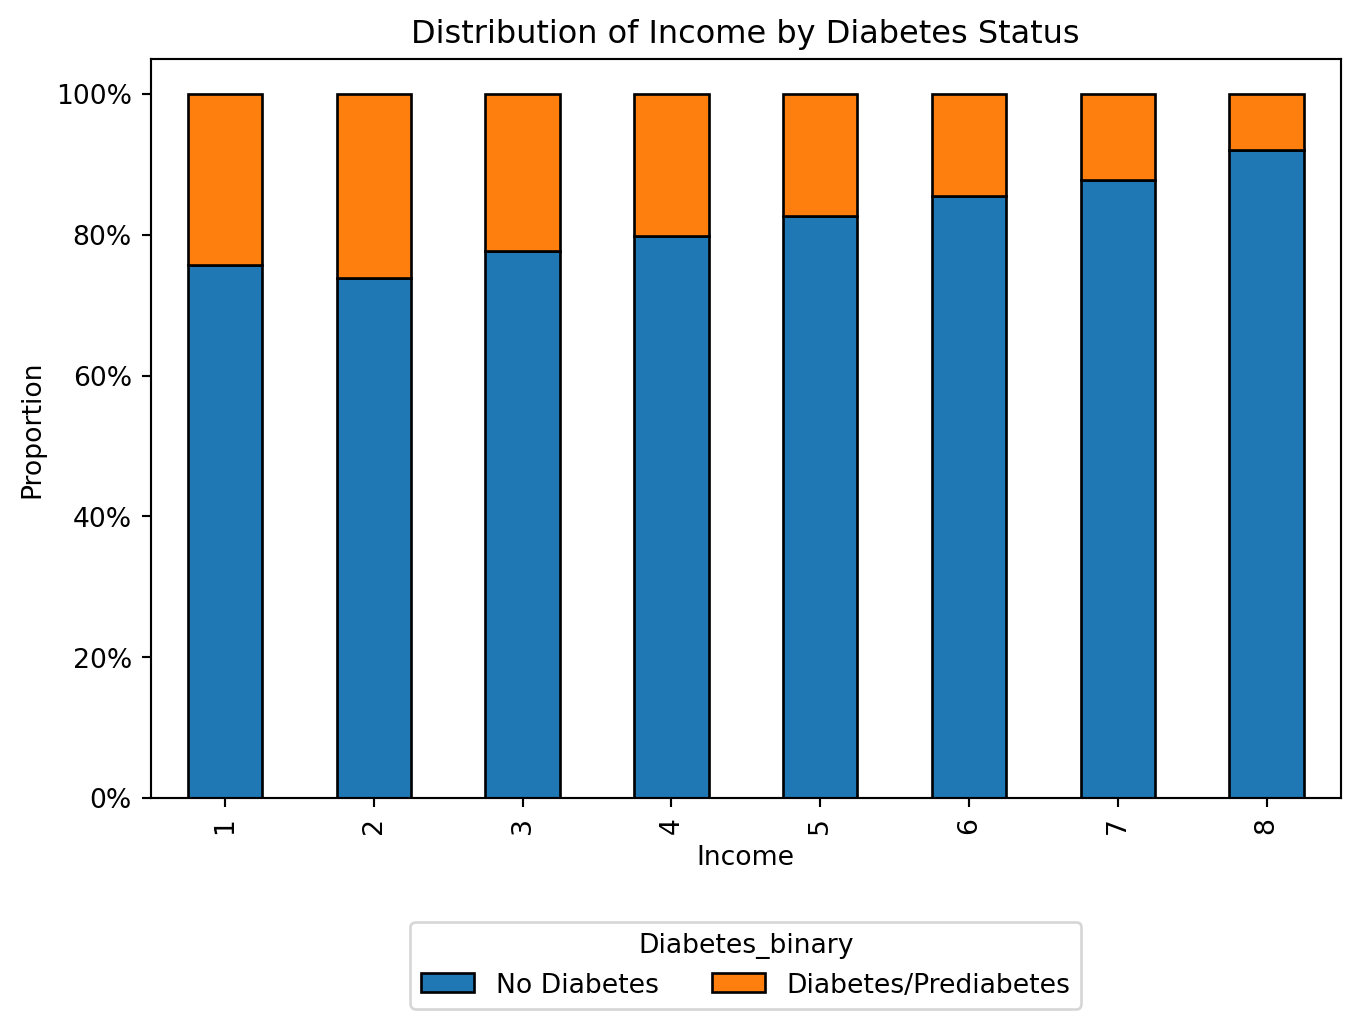 Distribution of Income by Diabetes Status
100%
80%
60%
40%
20%
0%
Proportion
1 2 3 4 5 6 7 8
Income
Diabetes_binary
No Diabetes Diabetes/Prediabetes